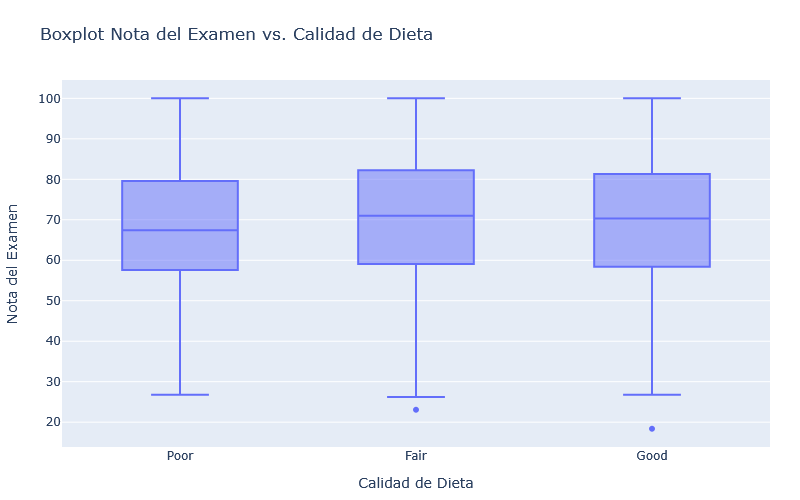 Boxplot Nota del Examen vs. Calidad de Dieta
Nota del Examen
100
90
80
70
60
50
40
30
20
Poor
Fair
Good
Calidad de Dieta